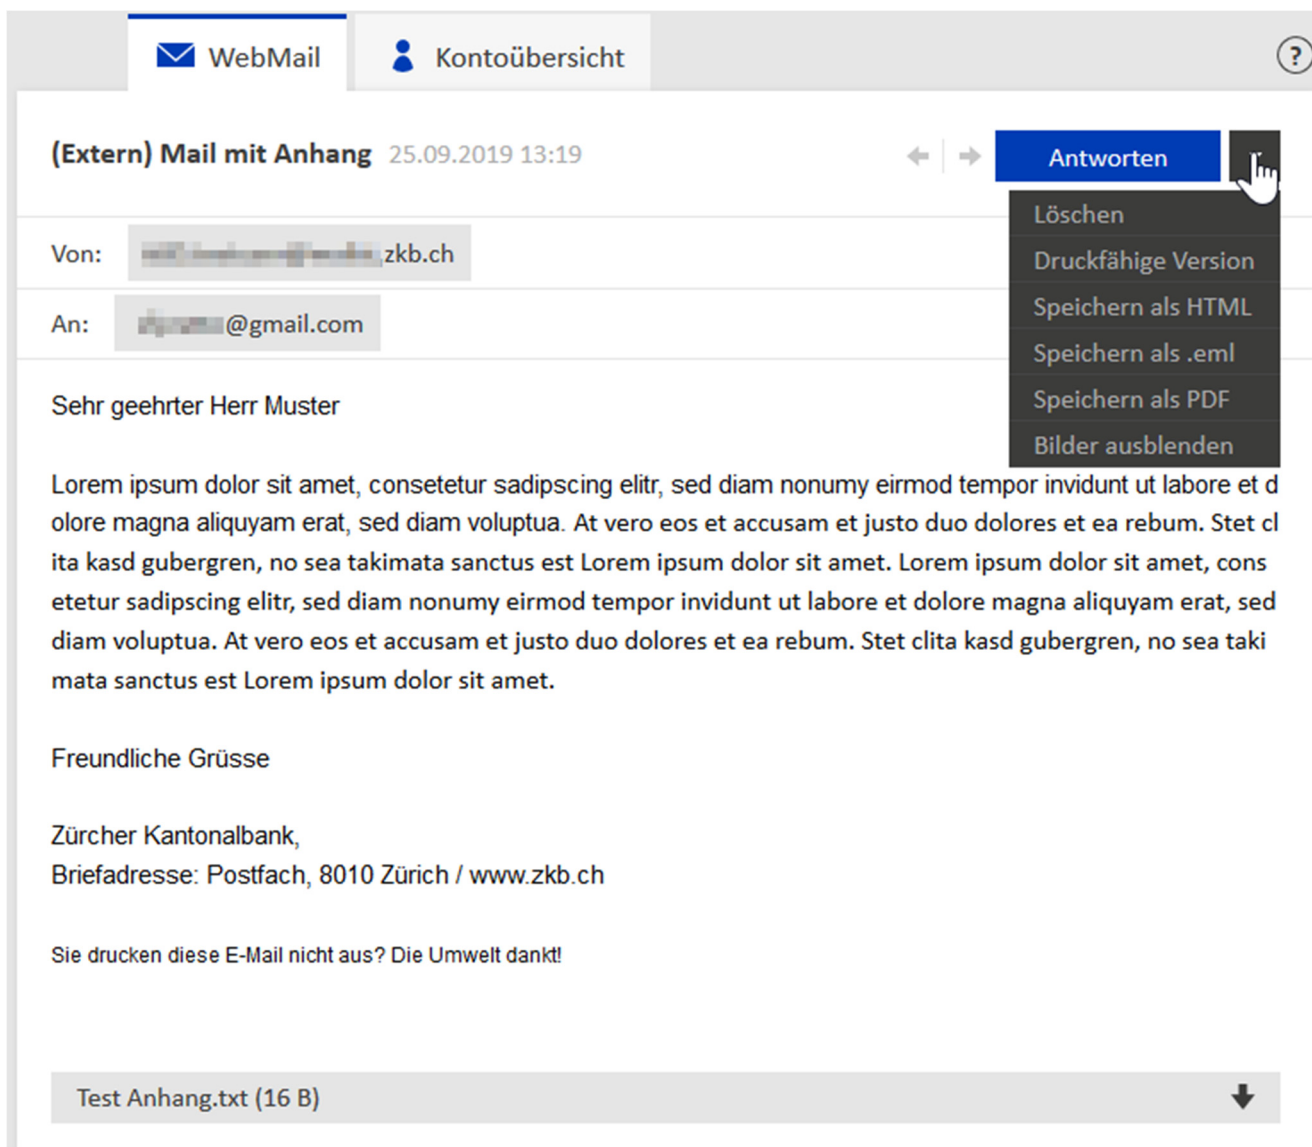 WebMail
Kontoübersicht
?
(Extern) Mail mit Anhang 25.09.2019 13:19
Antworten
Löschen
Druckfähige Version
Speichern als HTML
Speichern als .eml
Speichern als PDF
Bilder ausblenden
Von: zkb.ch
An: @gmail.com
Sehr geehrter Herr Muster
Lorem ipsum dolor sit amet, consetetur sadipscing elitr, sed diam nonumy eirmod tempor invidunt ut labore et d
olore magna aliquyam erat, sed diam voluptua. At vero eos et accusam et justo duo dolores et ea rebum. Stet cl
ita kasd gubergren, no sea takimata sanctus est Lorem ipsum dolor sit amet. Lorem ipsum dolor sit amet, cons
etetur sadipscing elitr, sed diam nonumy eirmod tempor invidunt ut labore et dolore magna aliquyam erat, sed
diam voluptua. At vero eos et accusam et justo duo dolores et ea rebum. Stet clita kasd gubergren, no sea taki
mata sanctus est Lorem ipsum dolor sit amet.
Freundliche Grüsse
Zürcher Kantonalbank,
Briefadresse: Postfach, 8010 Zürich / www.zkb.ch
Sie drucken diese E-Mail nicht aus? Die Umwelt dankt!
Test Anhang.txt (16 B)